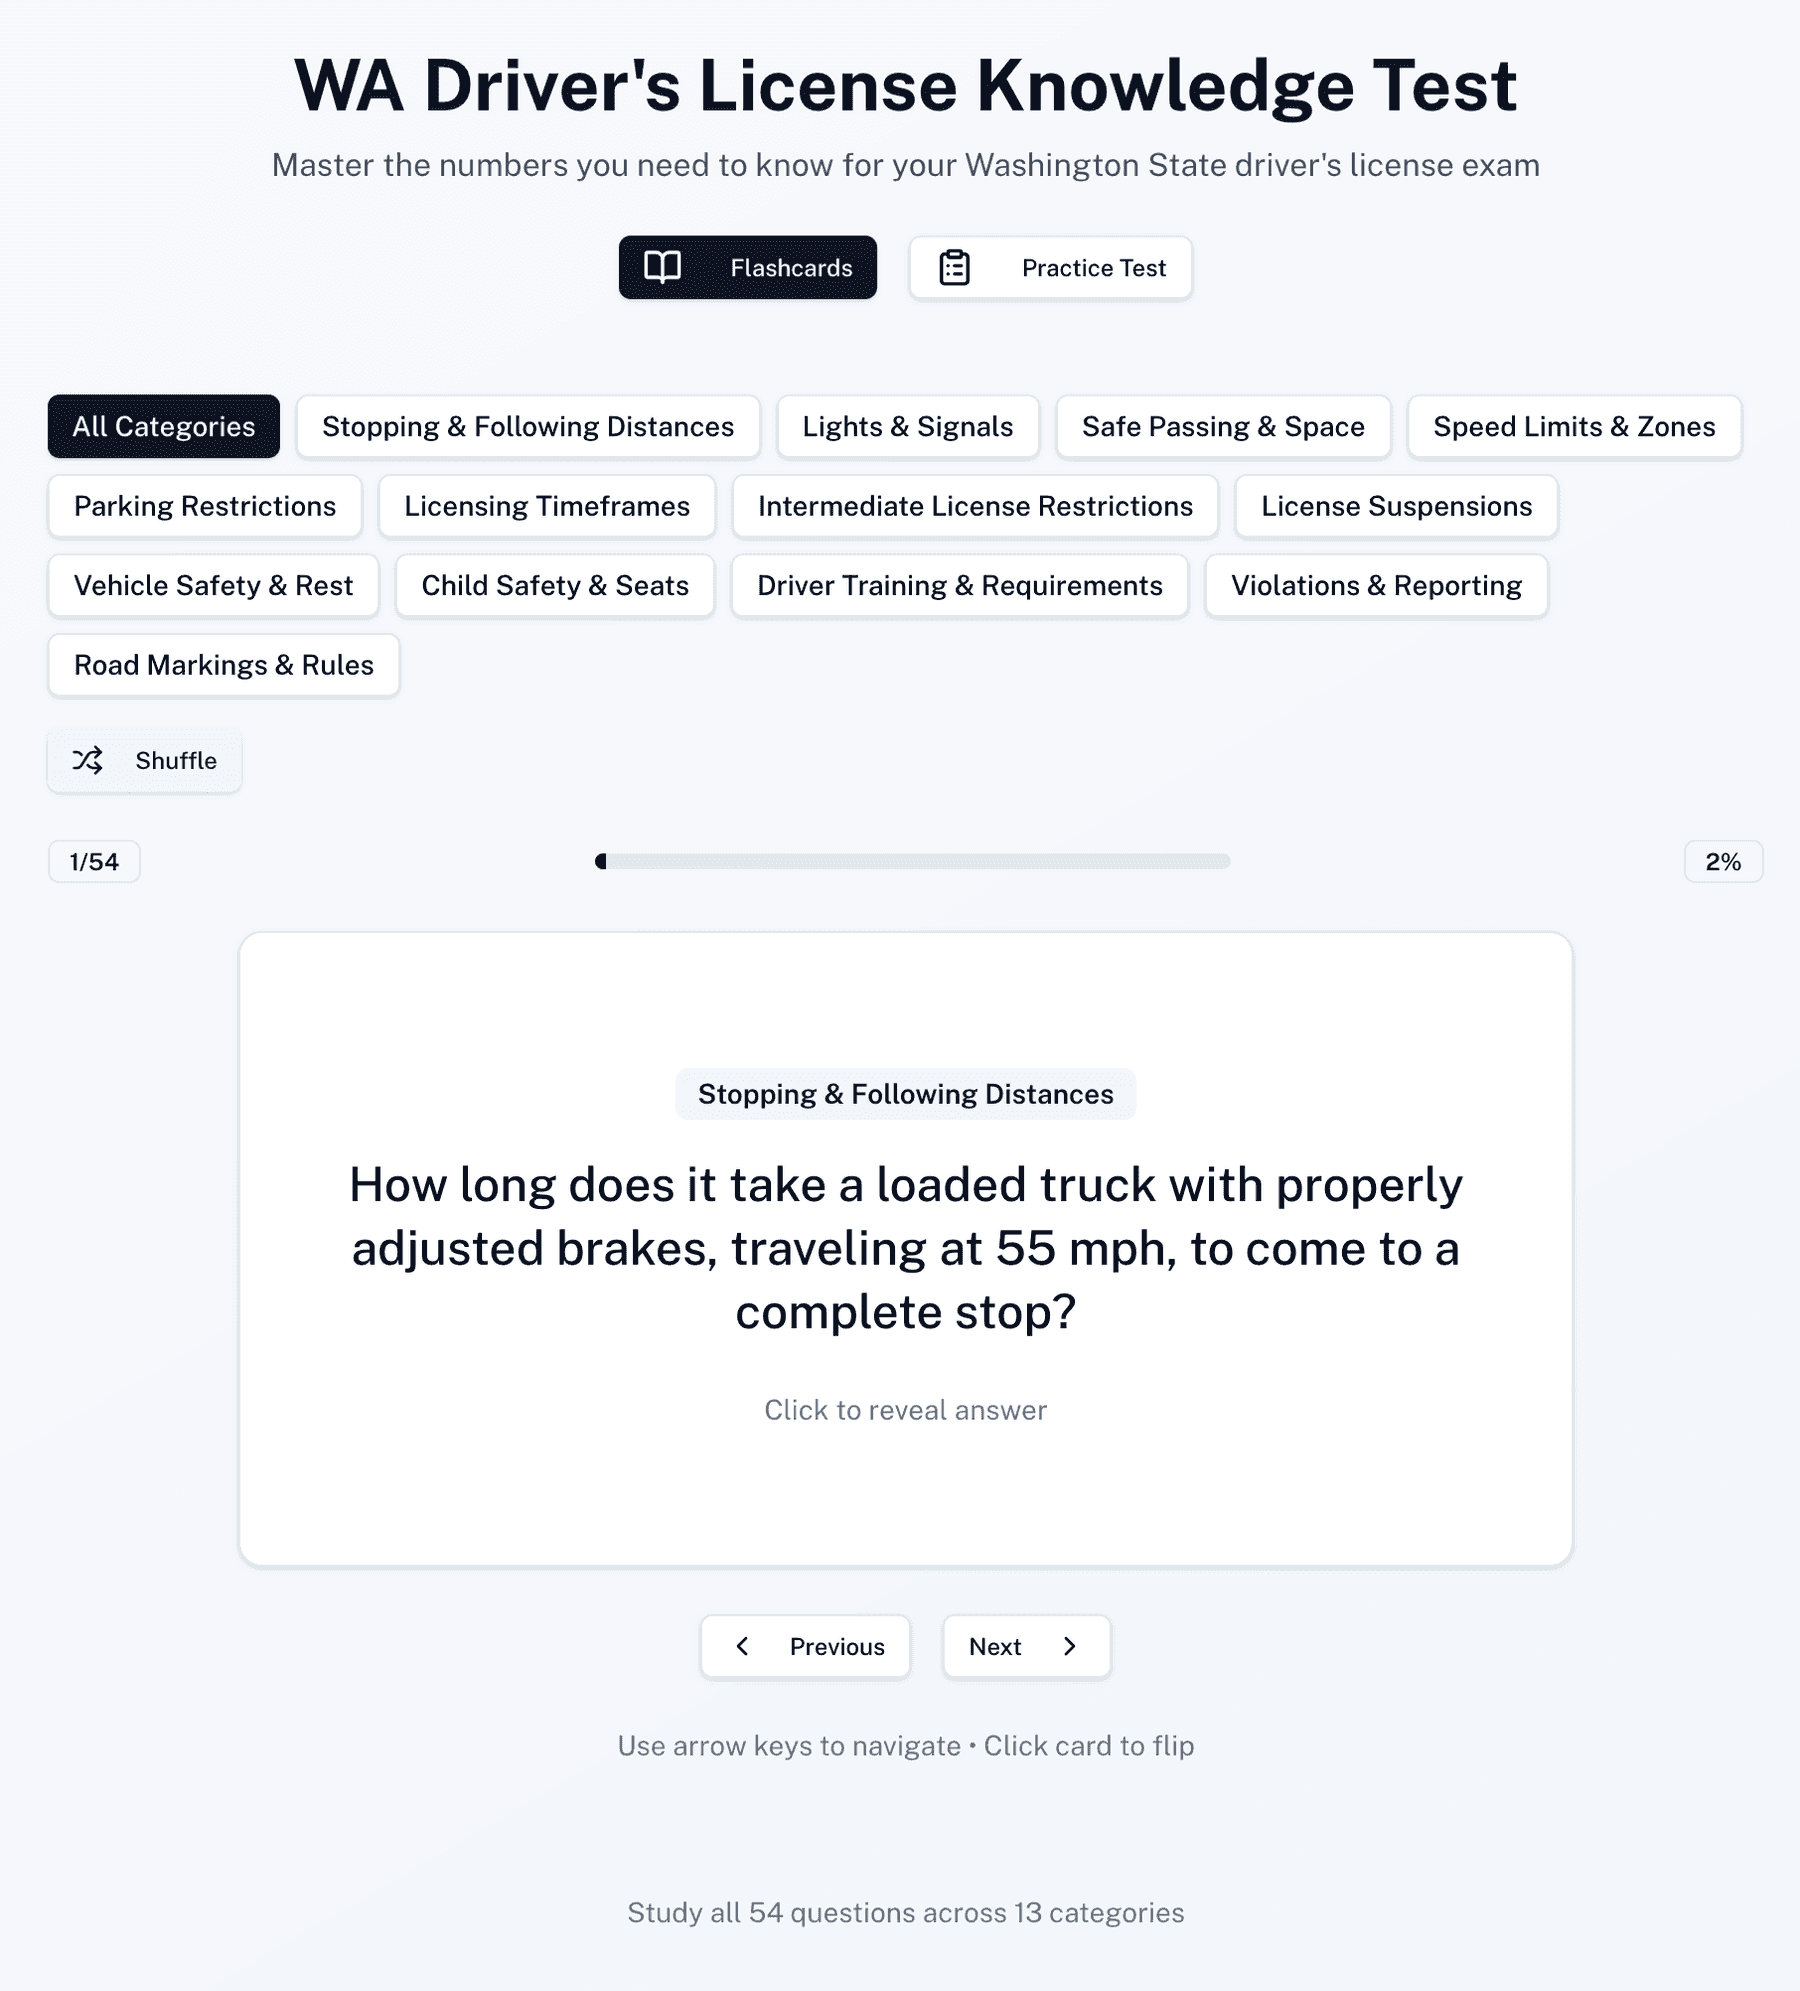 WA Driver's License Knowledge Test
Master the numbers you need to know for your Washington State driver's license exam
Flashcards
Practice Test
All Categories
Stopping & Following Distances
Lights & Signals
Safe Passing & Space
Speed Limits & Zones
Parking Restrictions
Licensing Timeframes
Intermediate License Restrictions
License Suspensions
Vehicle Safety & Rest
Child Safety & Seats
Driver Training & Requirements
Violations & Reporting
Road Markings & Rules
Shuffle
1/54
2%
Stopping & Following Distances
How long does it take a loaded truck with properly
adjusted brakes, traveling at 55 mph, to come to a
complete stop?
Click to reveal answer
Previous
Next
Use arrow keys to navigate • Click card to flip
Study all 54 questions across 13 categories